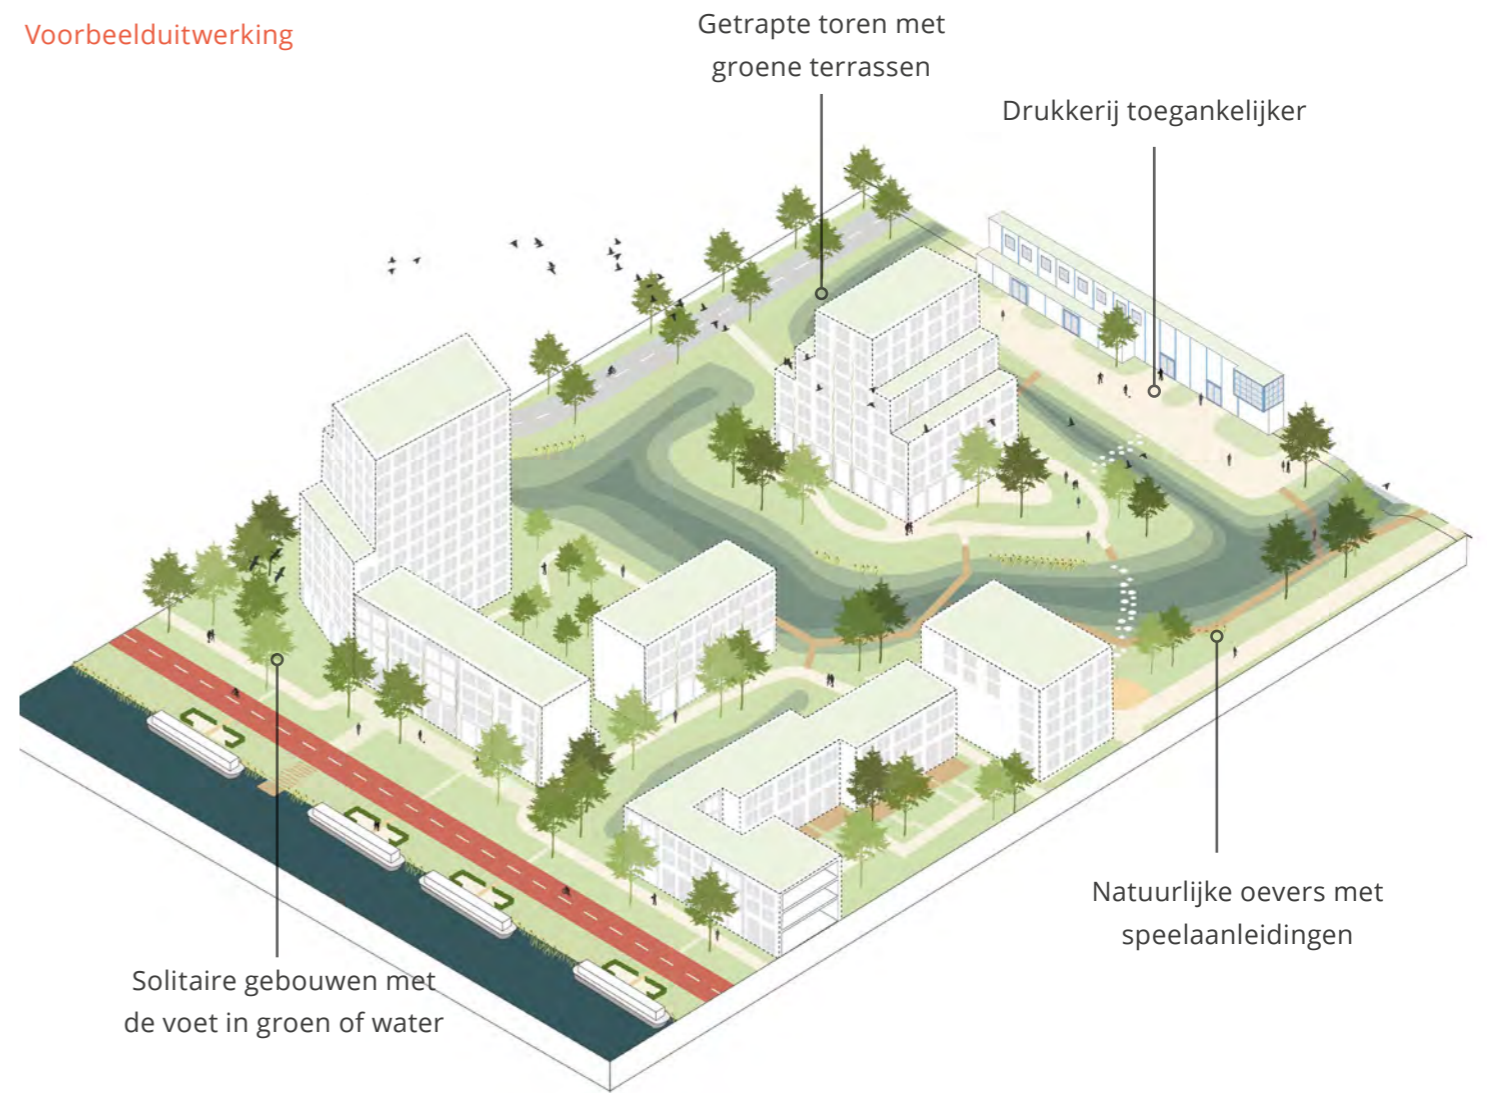 Voorbeelduitwerking
Getrapte toren met
groene terrassen
Drukkerij toegankelijker
Natuurlijke oevers met
speelaanleidingen
Solitaire gebouwen met
de voet in groen of water